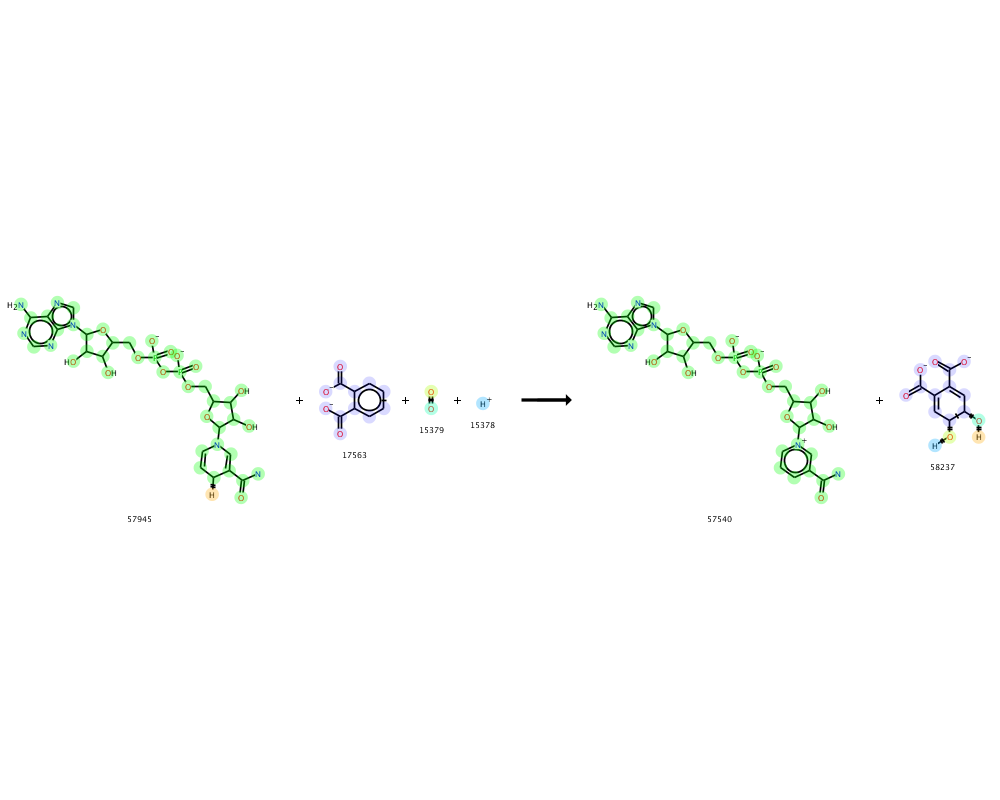 H2N N N N N O HO OH O P O O⁻ O P O O⁻ O OH OH O N H O N
+
O O⁻ O⁻ O
+
O O
+
H⁺
+
H2N N N N N O HO OH O P O O⁻ O P O O⁻ O OH OH O N⁺ O N
O⁻ O O O⁻ O O H H
57945
17563
15379
15378
57540
58237